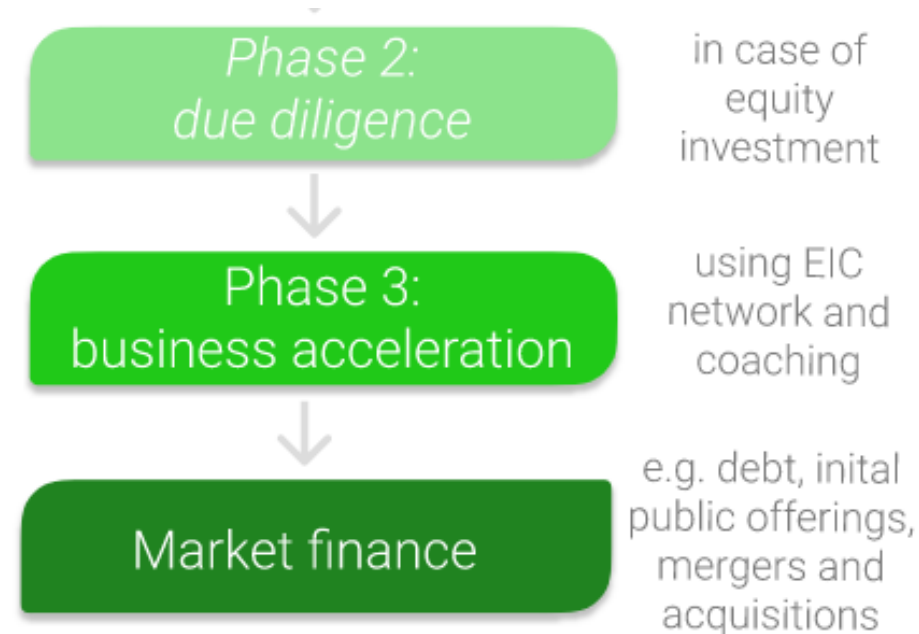 Phase 2:
due diligence
in case of
equity
investment
Phase 3:
business acceleration
using EIC
network and
coaching
Market finance
e.g. debt, inital
public offerings,
mergers and
acquisitions